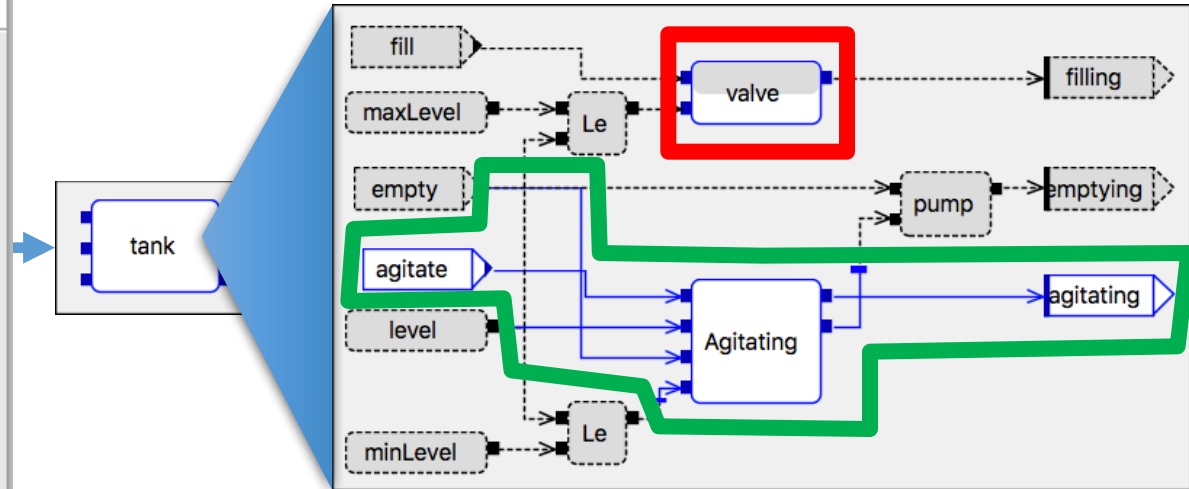 fill
filling
maxLevel
valve
Le
empty
pump
emptying
tank
agitate
agitating
level
Agitating
Le
minLevel